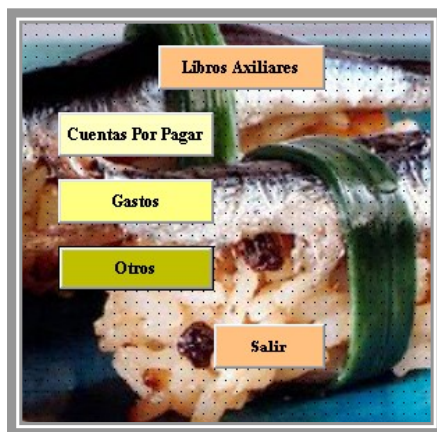 Libros Axiliares
Cuentas Por Pagar
Gastos
Otros
Salir